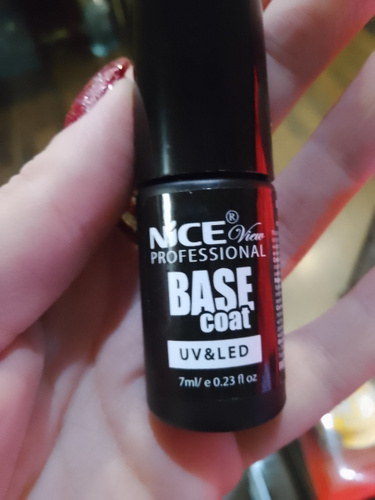 NICE® View
PROFESSIONAL
BASE
coat
UV&LED
7ml/ e 0.23 fl oz